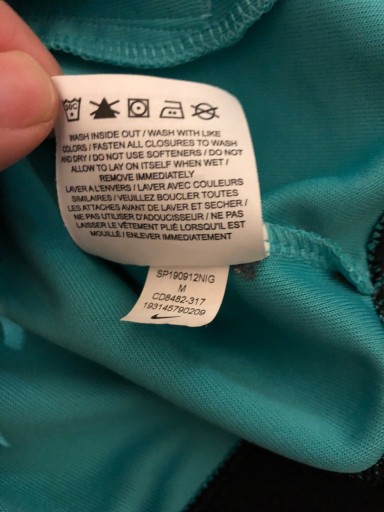 WASH INSIDE OUT / WASH WITH LIKE
COLORS / FASTEN ALL CLOSURES TO WASH
AND DRY / DO NOT USE SOFTENERS / DO NOT
ALLOW TO LAY ON ITSELF WHEN WET /
REMOVE IMMEDIATELY
LAVER A L'ENVERS / LAVER AVEC COULEURS
SIMILAIRES / VEUILLEZ BOUCLER TOUTES
LES ATTACHES AVANT DE LAVER ET SECHER /
NE PAS UTILISER D'ADOUCISSEUR / NE PAS
LAISSER LE VÊTEMENT PLIÉ LORSQU'IL EST
MOUILLÉ / ENLEVER IMMEDIATEMENT
SP190912NIG
M
CD8482-317
193145790209